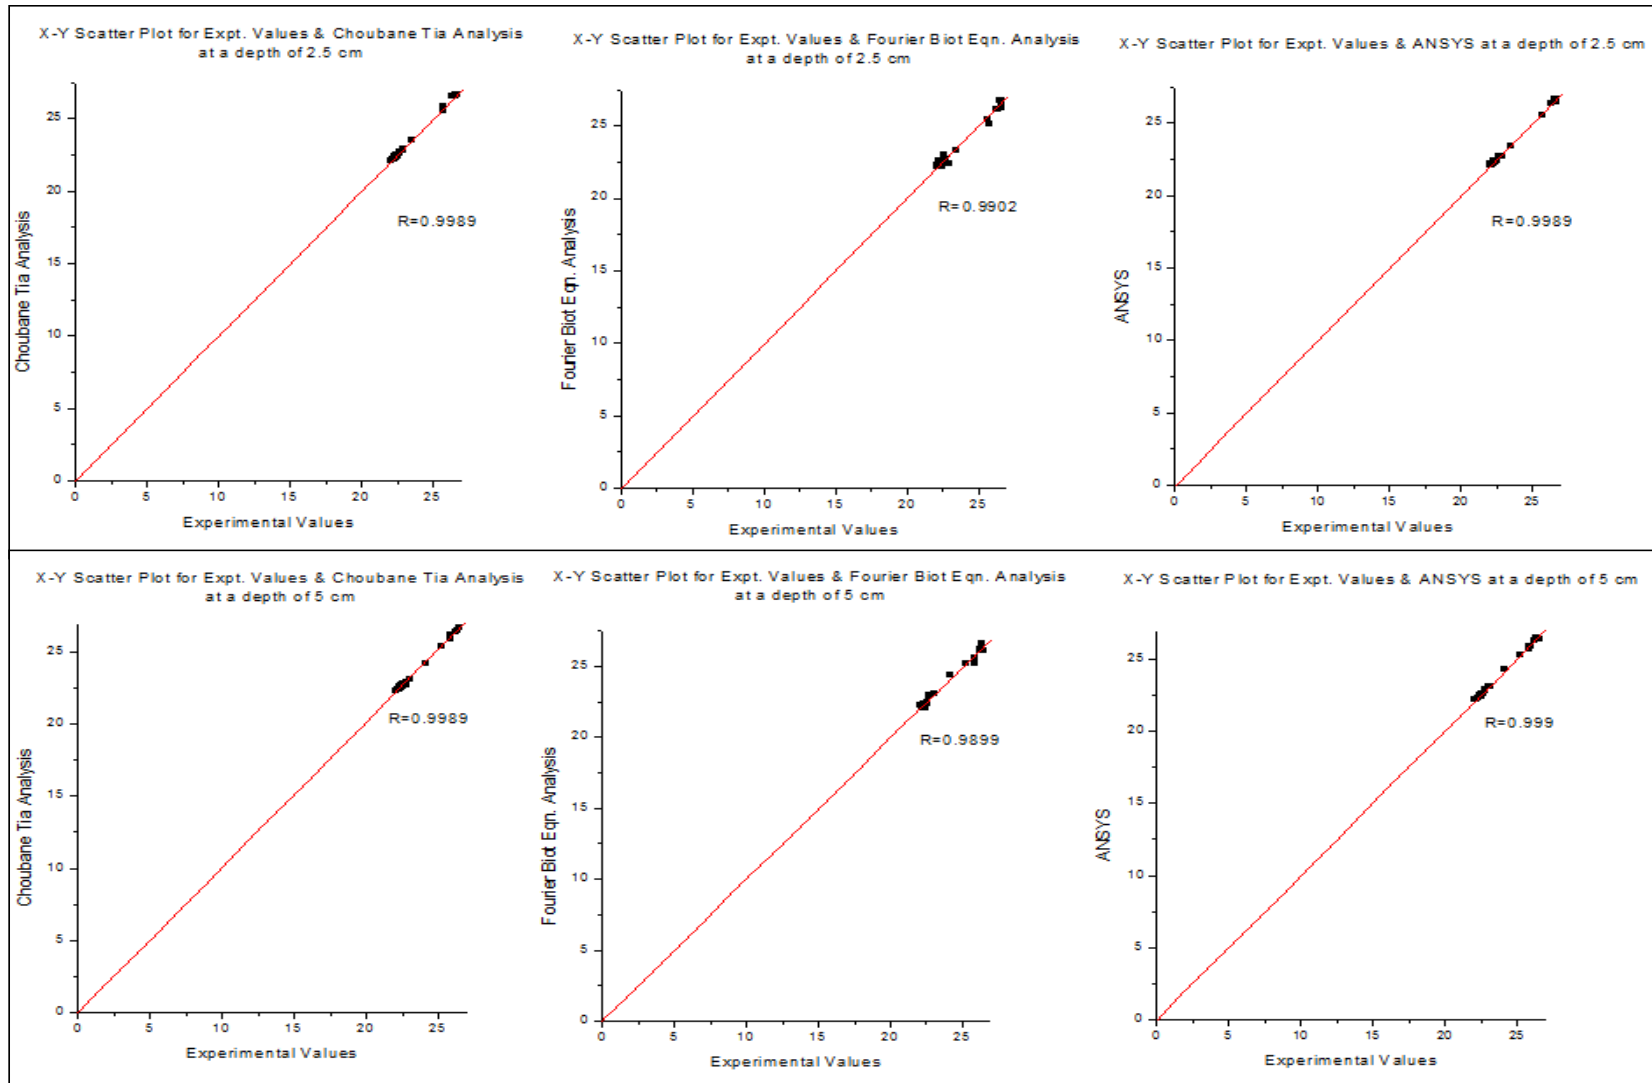 X-Y Scatter Plot for Expt. Values & Choubane Tia Analysis
at a depth of 2.5 cm
25
20
15
10
5
0
0 5 10 15 20 25
R=0.9989
Choubane Tia Analysis
Experimental Values
X-Y Scatter Plot for Expt. Values & Fourier Biot Eqn. Analysis
at a depth of 2.5 cm
25
20
15
10
5
0
0 5 10 15 20 25
R=0.9902
Fourier Biot Eqn. Analysis
Experimental Values
X-Y Scatter Plot for Expt. Values & ANSYS at a depth of 2.5 cm
25
20
15
10
5
0
0 5 10 15 20 25
R=0.9989
ANSYS
Experimental Values
X-Y Scatter Plot for Expt. Values & Choubane Tia Analysis
at a depth of 5 cm
25
20
15
10
5
0
0 5 10 15 20 25
R=0.9989
Choubane Tia Analysis
Experimental Values
X-Y Scatter Plot for Expt. Values & Fourier Biot Eqn. Analysis
at a depth of 5 cm
25
20
15
10
5
0
0 5 10 15 20 25
R=0.9899
Fourier Biot Eqn. Analysis
Experimental Values
X-Y Scatter Plot for Expt. Values & ANSYS at a depth of 5 cm
25
20
15
10
5
0
0 5 10 15 20 25
R=0.999
ANSYS
Experimental Values